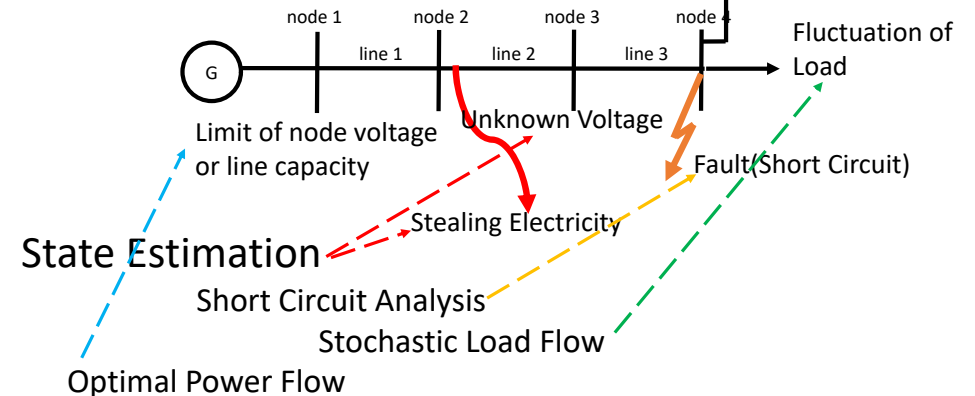 node 1
node 2
node 3
node 4
Fluctuation of
Load
line 1
line 2
line 3
G
Limit of node voltage
or line capacity
Unknown Voltage
Fault(Short Circuit)
Stealing Electricity
State Estimation
Short Circuit Analysis
Stochastic Load Flow
Optimal Power Flow